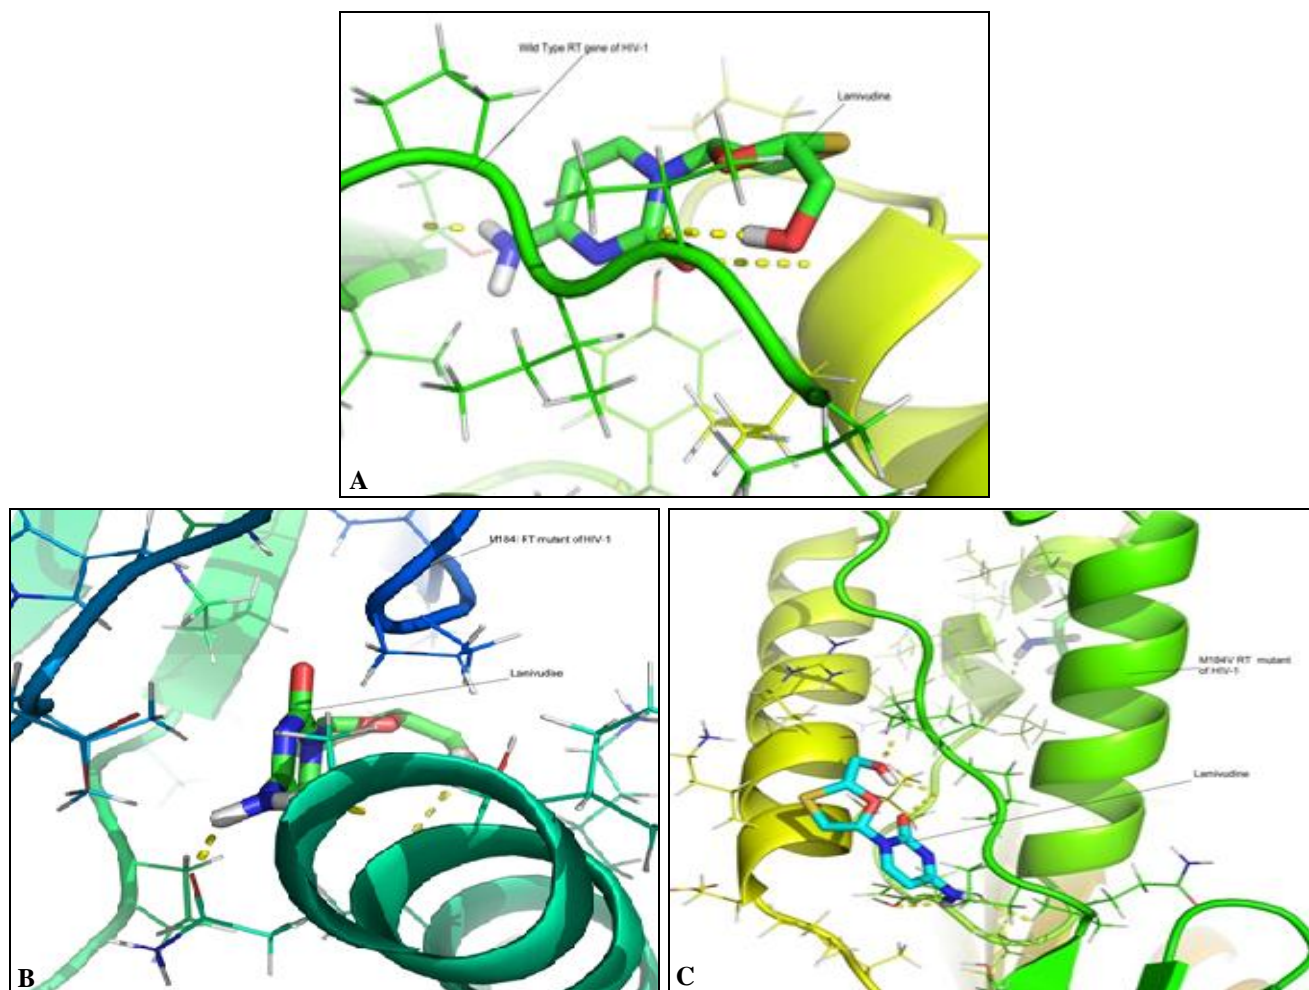 Wild Type RT gene of HIV-1
Lamivudine
A
M184I RT mutant of HIV-1
Lamivudine
B
M184V RT mutant
of HIV-1
Lamivudine
C